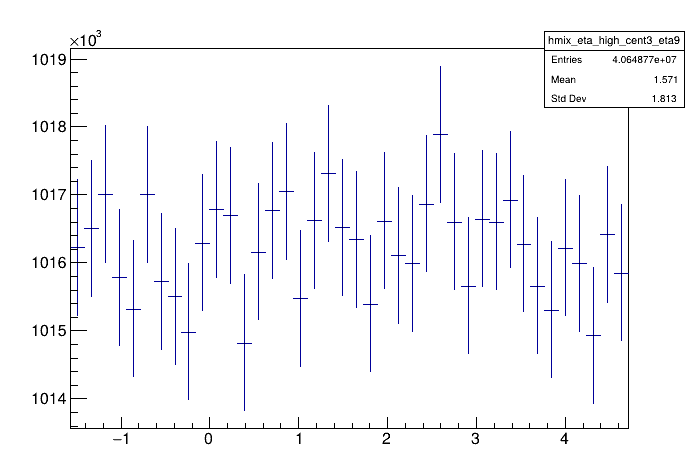 ×10³
hmix_eta_high_cent3_eta9
Entries 4.064877e+07
Mean 1.571
Std Dev 1.813
1019
1018
1017
1016
1015
1014
−1 0 1 2 3 4